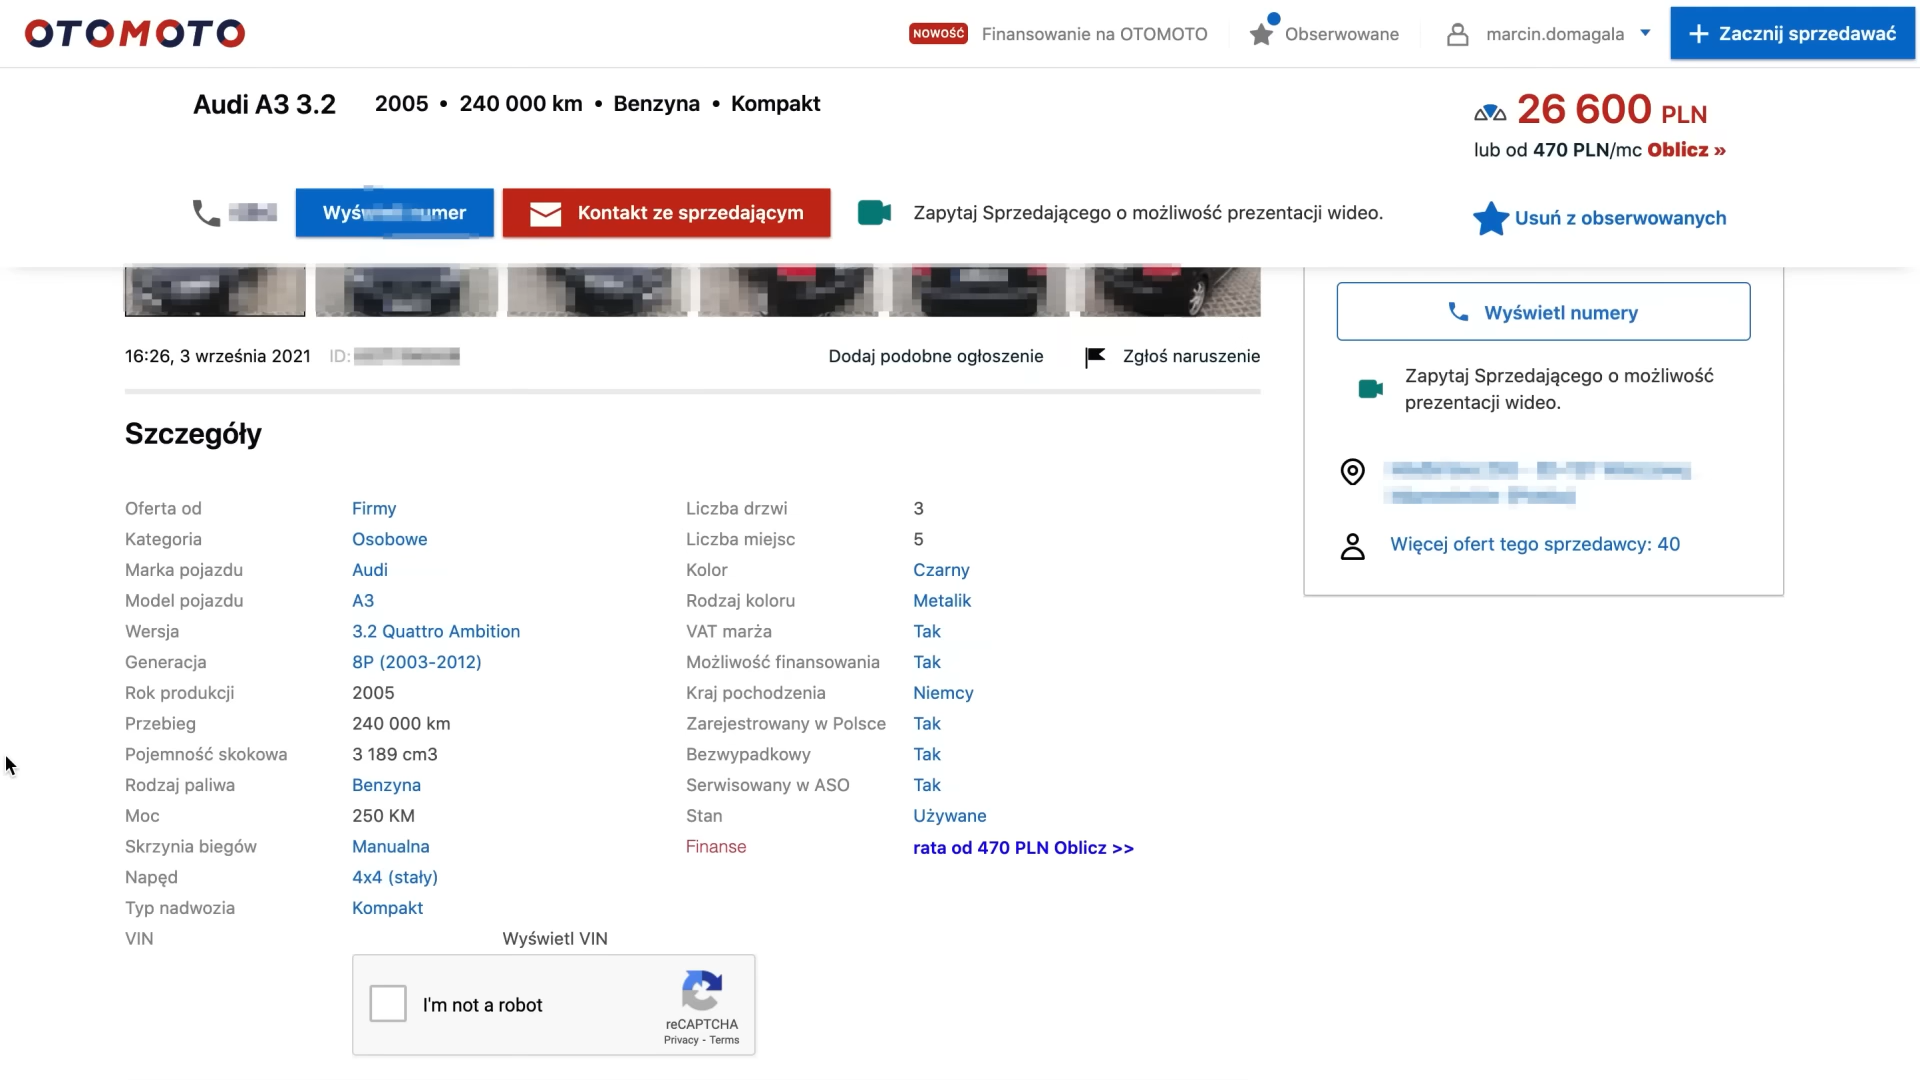 OTOMOTO
NOWOŚĆ Finansowanie na OTOMOTO
Obserwowane
marcin.domagala
+ Zacznij sprzedawać
Audi A3 3.2
2005 • 240 000 km • Benzyna • Kompakt
26 600 PLN
lub od 470 PLN/mc Oblicz »
Wyświetl numer
Kontakt ze sprzedającym
Zapytaj Sprzedającego o możliwość prezentacji wideo.
Usuń z obserwowanych
16:26, 3 września 2021 ID:
Dodaj podobne ogłoszenie
Zgłoś naruszenie
Wyświetl numery
Zapytaj Sprzedającego o możliwość
prezentacji wideo.
Więcej ofert tego sprzedawcy: 40
Szczegóły
Oferta od Firmy
Kategoria Osobowe
Marka pojazdu Audi
Model pojazdu A3
Wersja 3.2 Quattro Ambition
Generacja 8P (2003-2012)
Rok produkcji 2005
Przebieg 240 000 km
Pojemność skokowa 3 189 cm3
Rodzaj paliwa Benzyna
Moc 250 KM
Skrzynia biegów Manualna
Napęd 4x4 (stały)
Typ nadwozia Kompakt
VIN Wyświetl VIN
I'm not a robot
reCAPTCHA
Privacy - Terms
Liczba drzwi 3
Liczba miejsc 5
Kolor Czarny
Rodzaj koloru Metalik
VAT marża Tak
Możliwość finansowania Tak
Kraj pochodzenia Niemcy
Zarejestrowany w Polsce Tak
Bezwypadkowy Tak
Serwisowany w ASO Tak
Stan Używane
Finanse rata od 470 PLN Oblicz >>